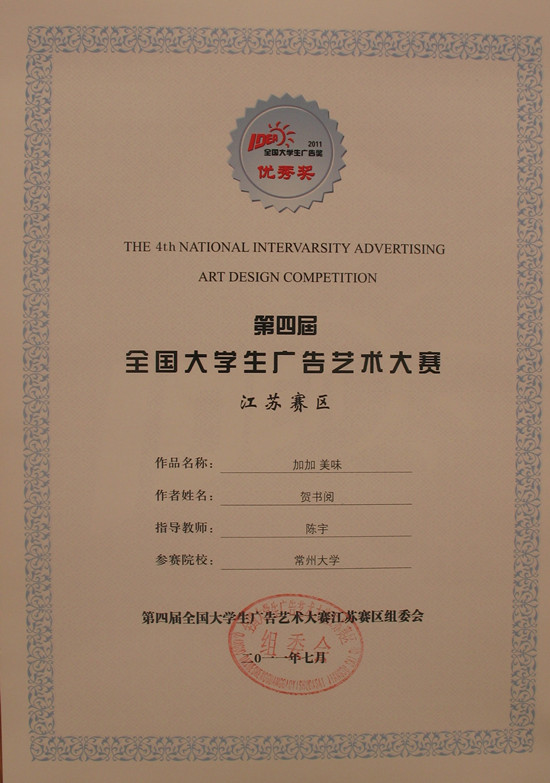 IDEA 2011
全国大学生广告奖
优秀奖
THE 4th NATIONAL INTERVARSITY ADVERTISING
ART DESIGN COMPETITION
第四届
全国大学生广告艺术大赛
江苏赛区
作品名称： 加加 美味
作者姓名： 贺书阅
指导教师： 陈宇
参赛院校： 常州大学
第四届全国大学生广告艺术大赛江苏赛区组委会
组委会
二〇一一年七月